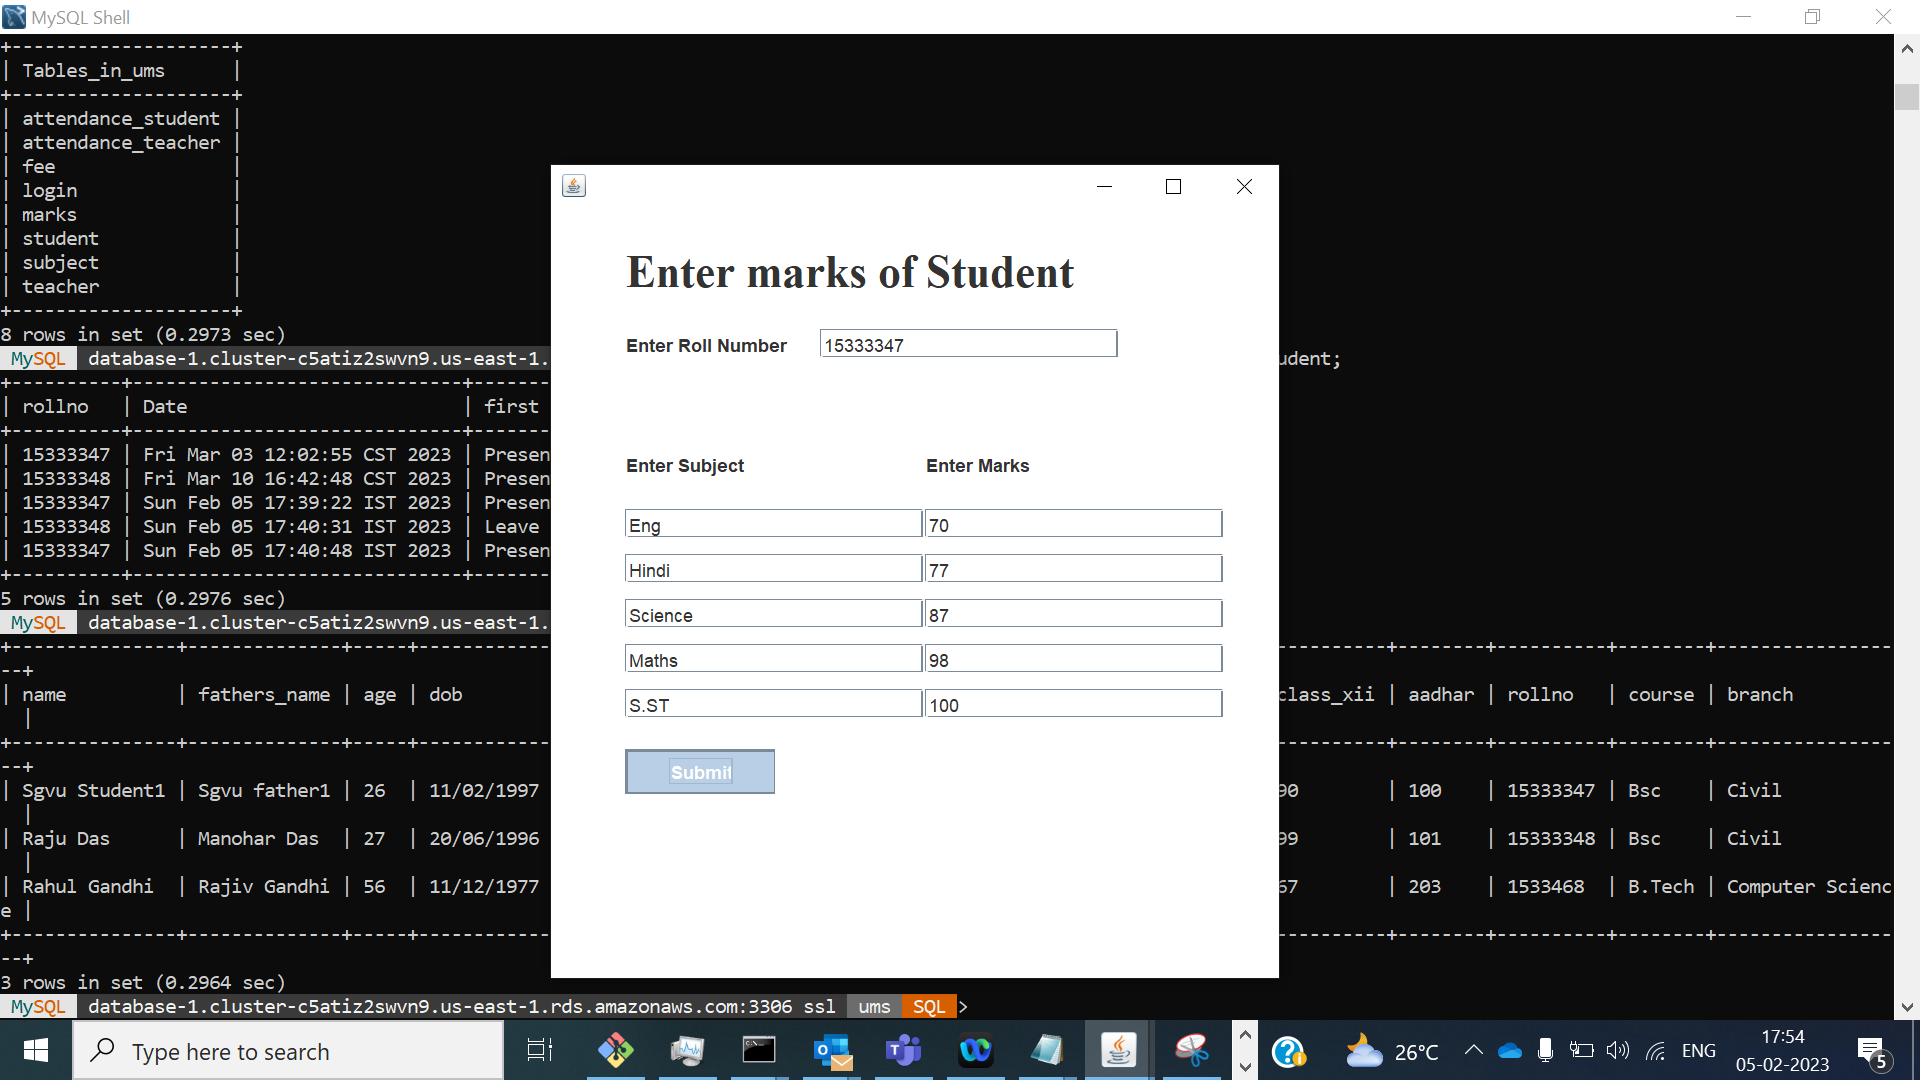 MySQL Shell
+--------------------+
| Tables_in_ums      |
+--------------------+
| attendance_student |
| attendance_teacher |
| fee                |
| login              |
| marks              |
| student            |
| subject            |
| teacher            |
+--------------------+
8 rows in set (0.2973 sec)
MySQL database-1.cluster-c5atiz2swvn9.us-east-1. udent;
| rollno | Date | first
| 15333347 | Fri Mar 03 12:02:55 CST 2023 | Presen
| 15333348 | Fri Mar 10 16:42:48 CST 2023 | Presen
| 15333347 | Sun Feb 05 17:39:22 IST 2023 | Presen
| 15333348 | Sun Feb 05 17:40:31 IST 2023 | Leave
| 15333347 | Sun Feb 05 17:40:48 IST 2023 | Presen
5 rows in set (0.2976 sec)
MySQL database-1.cluster-c5atiz2swvn9.us-east-1.
--+
| name | fathers_name | age | dob class_xii | aadhar | rollno | course | branch
|
--+
| Sgvu Student1 | Sgvu father1 | 26 | 11/02/1997 90 | 100 | 15333347 | Bsc | Civil
|
| Raju Das | Manohar Das | 27 | 20/06/1996 99 | 101 | 15333348 | Bsc | Civil
|
| Rahul Gandhi | Rajiv Gandhi | 56 | 11/12/1977 67 | 203 | 1533468 | B.Tech | Computer Scienc
e |
--+
3 rows in set (0.2964 sec)
MySQL database-1.cluster-c5atiz2swvn9.us-east-1.rds.amazonaws.com:3306 ssl ums SQL >
Enter marks of Student
Enter Roll Number 15333347
Enter Subject Enter Marks
Eng 70
Hindi 77
Science 87
Maths 98
S.ST 100
Submit
Type here to search
26°C ENG
17:54
05-02-2023
5